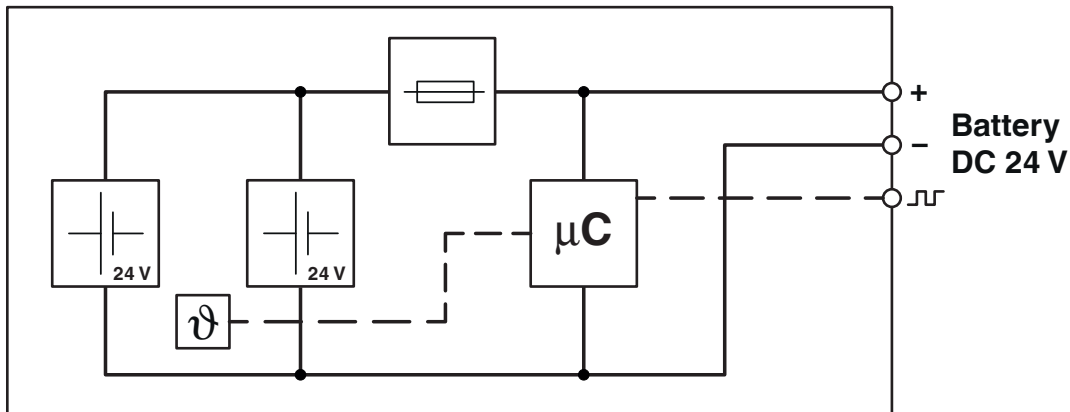 +
Battery
−
DC 24 V
µC
24 V
24 V
ϑ